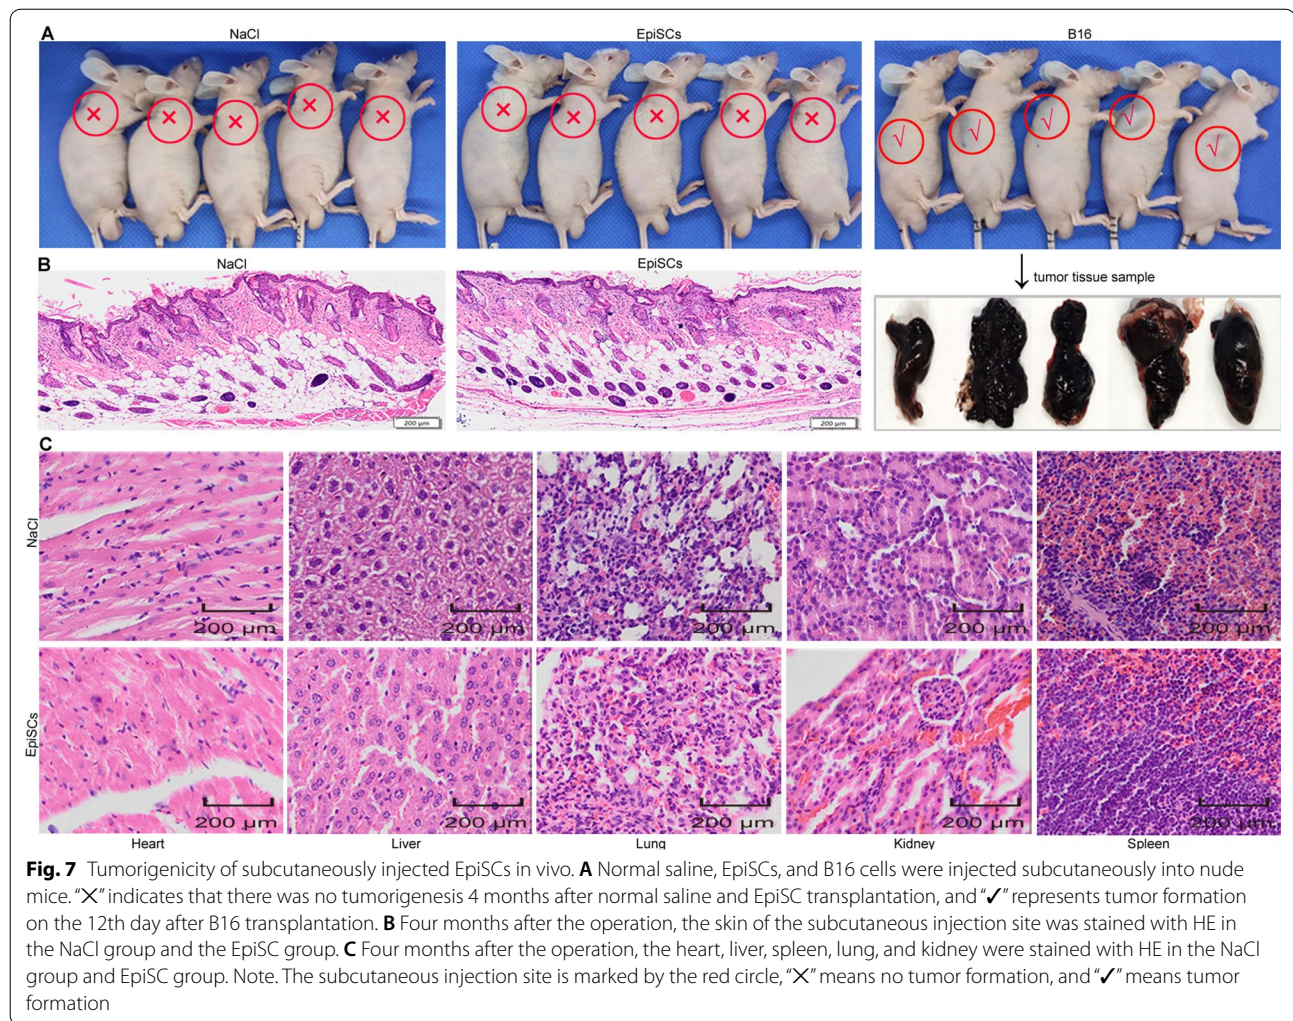 A
NaCl
EpiSCs
B16
✕ ✕ ✕ ✕ ✕
✕ ✕ ✕ ✕ ✕
√ √ √ √ √
B
NaCl
EpiSCs
tumor tissue sample
200 μm
200 μm
C
NaCl
200 μm
200 μm
200 μm
200 μm
200 μm
EpiSCs
200 μm
200 μm
200 μm
200 μm
200 μm
Heart
Liver
Lung
Kidney
Spleen
Fig. 7 Tumorigenicity of subcutaneously injected EpiSCs in vivo. A Normal saline, EpiSCs, and B16 cells were injected subcutaneously into nude
mice. “✕” indicates that there was no tumorigenesis 4 months after normal saline and EpiSC transplantation, and “✓” represents tumor formation
on the 12th day after B16 transplantation. B Four months after the operation, the skin of the subcutaneous injection site was stained with HE in
the NaCl group and the EpiSC group. C Four months after the operation, the heart, liver, spleen, lung, and kidney were stained with HE in the NaCl
group and EpiSC group. Note. The subcutaneous injection site is marked by the red circle, “✕” means no tumor formation, and “✓” means tumor
formation